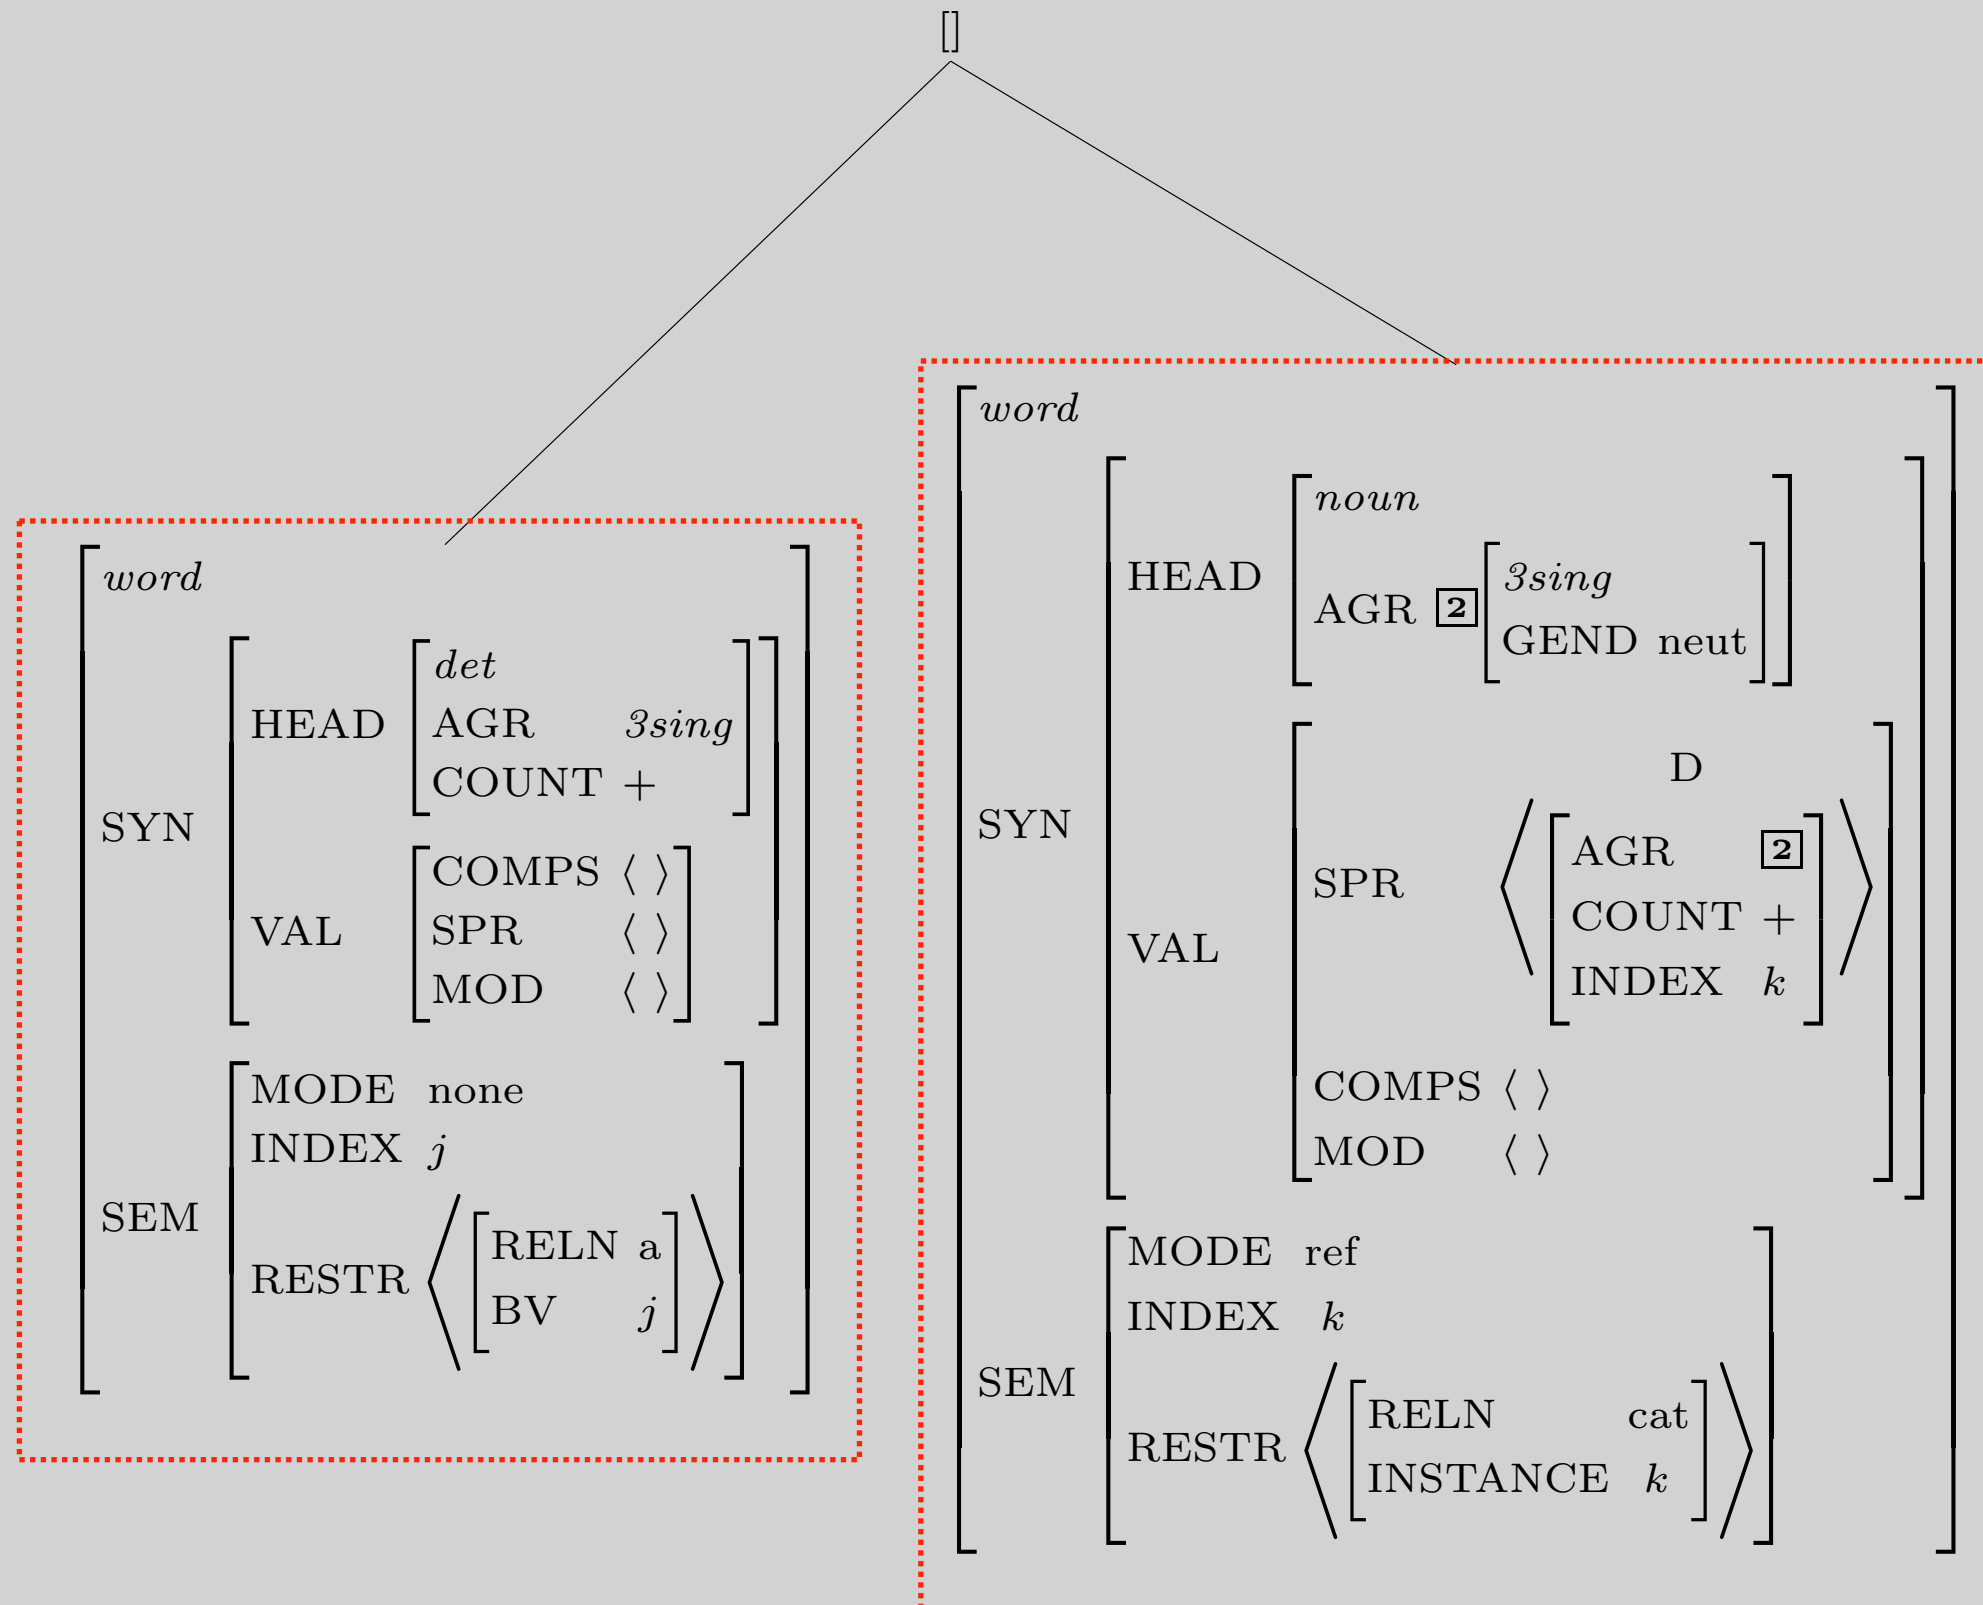 []
word
SYN
HEAD
det
AGR 3sing
COUNT +
VAL
COMPS ⟨ ⟩
SPR ⟨ ⟩
MOD ⟨ ⟩
SEM
MODE none
INDEX j
RESTR
RELN a
BV j
word
SYN
HEAD
noun
AGR 2
3sing
GEND neut
VAL
SPR
D
AGR 2
COUNT +
INDEX k
COMPS ⟨ ⟩
MOD ⟨ ⟩
SEM
MODE ref
INDEX k
RESTR
RELN cat
INSTANCE k